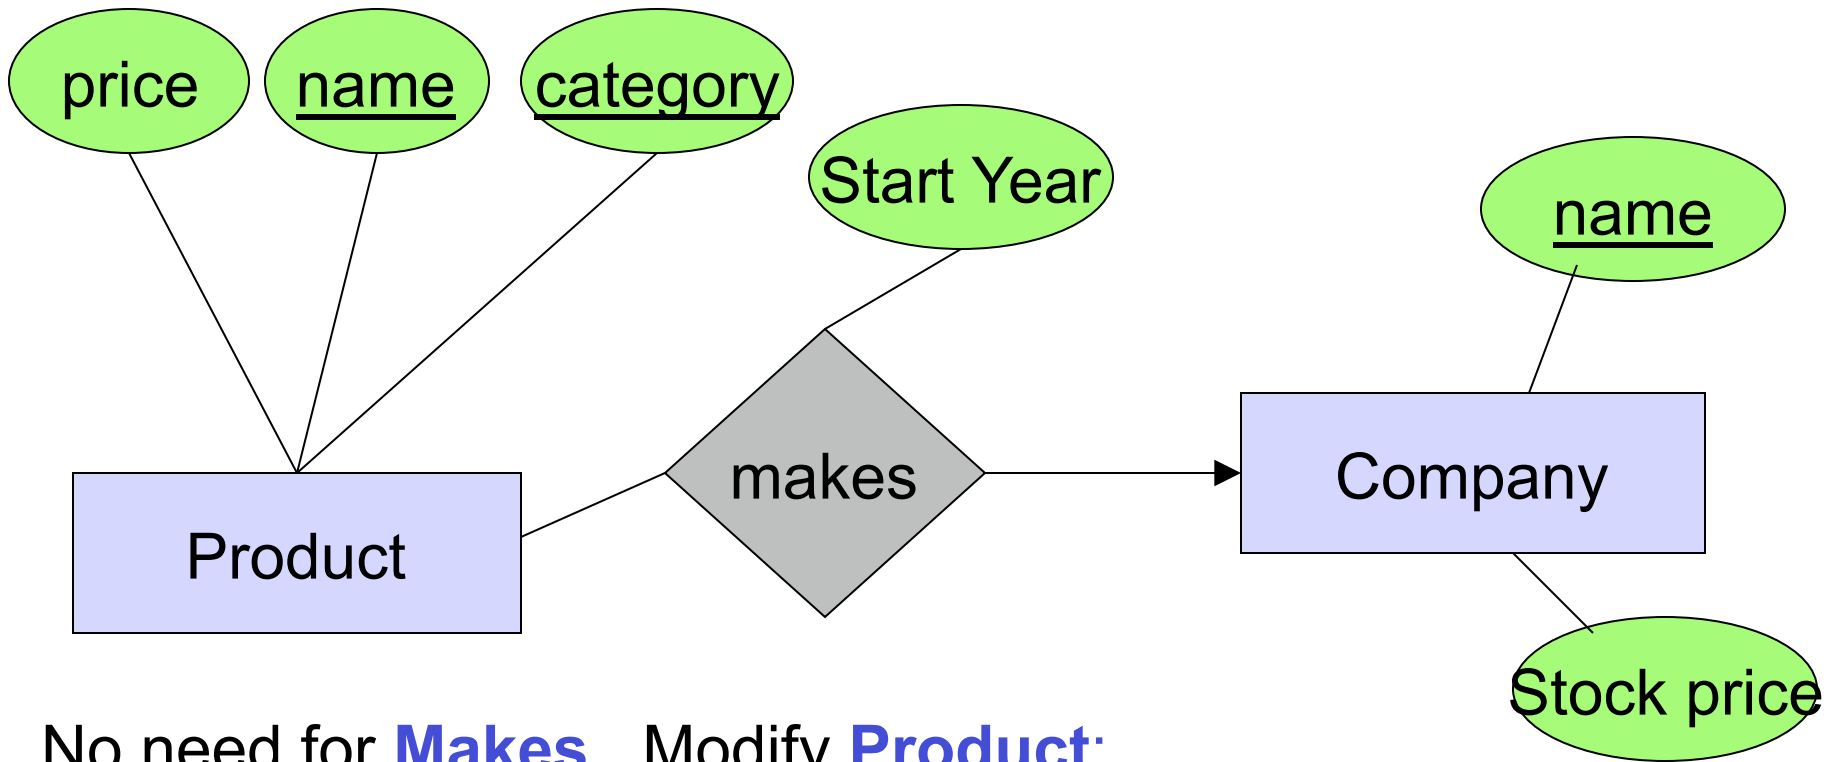 price
name
category
Start Year
name
makes
Company
Product
Stock price
No need for Makes. Modify Product: